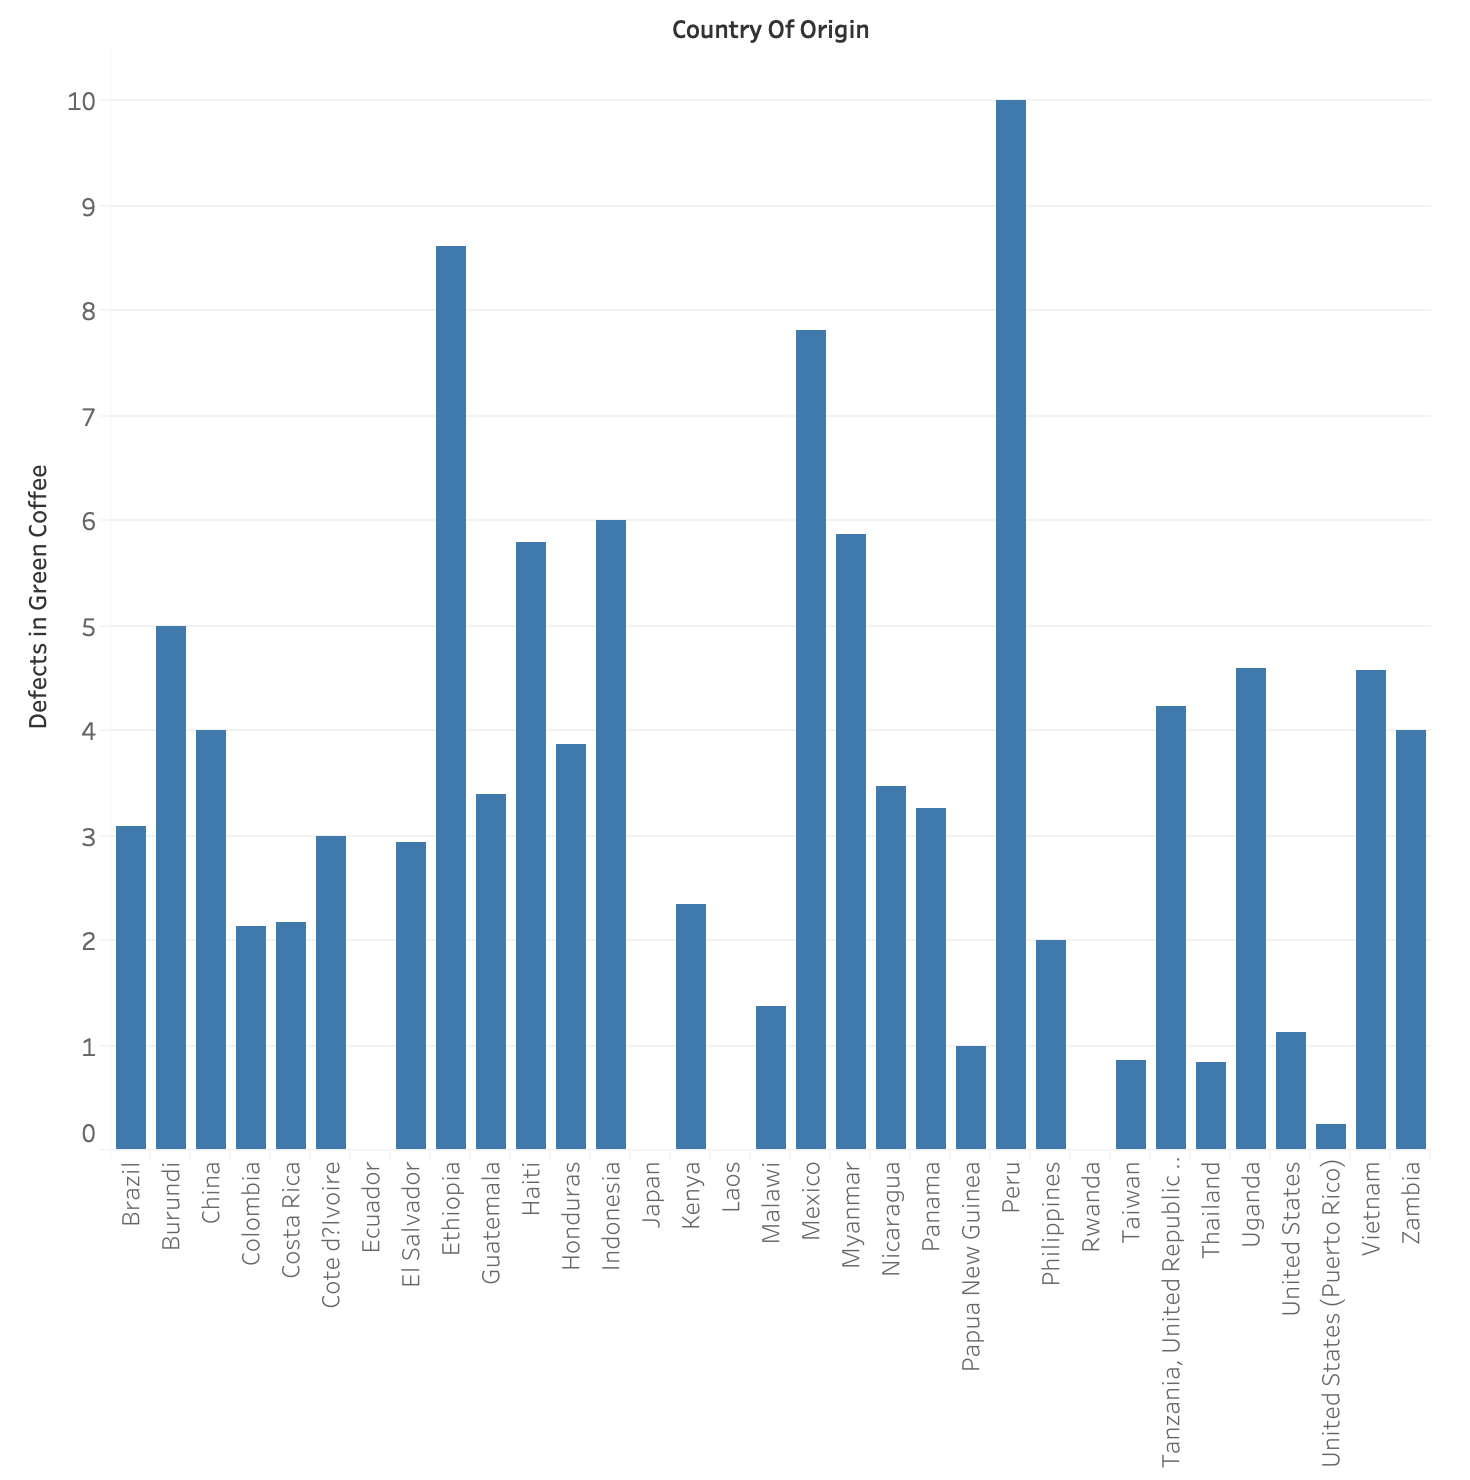 Country Of Origin
Defects in Green Coffee
10
9
8
7
6
5
4
3
2
1
0
Brazil
Burundi
China
Colombia
Costa Rica
Cote d?Ivoire
Ecuador
El Salvador
Ethiopia
Guatemala
Haiti
Honduras
Indonesia
Japan
Kenya
Laos
Malawi
Mexico
Myanmar
Nicaragua
Panama
Papua New Guinea
Peru
Philippines
Rwanda
Taiwan
Tanzania, United Republic ..
Thailand
Uganda
United States
United States (Puerto Rico)
Vietnam
Zambia